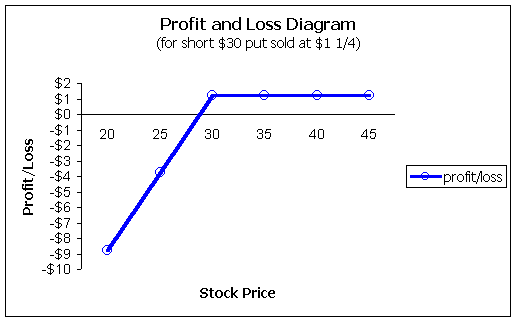 Profit and Loss Diagram
(for short $30 put sold at $1 1/4)
$2
$1
$0
-$1
-$2
-$3
-$4
-$5
-$6
-$7
-$8
-$9
-$10
20 25 30 35 40 45
Profit/Loss
Stock Price
profit/loss